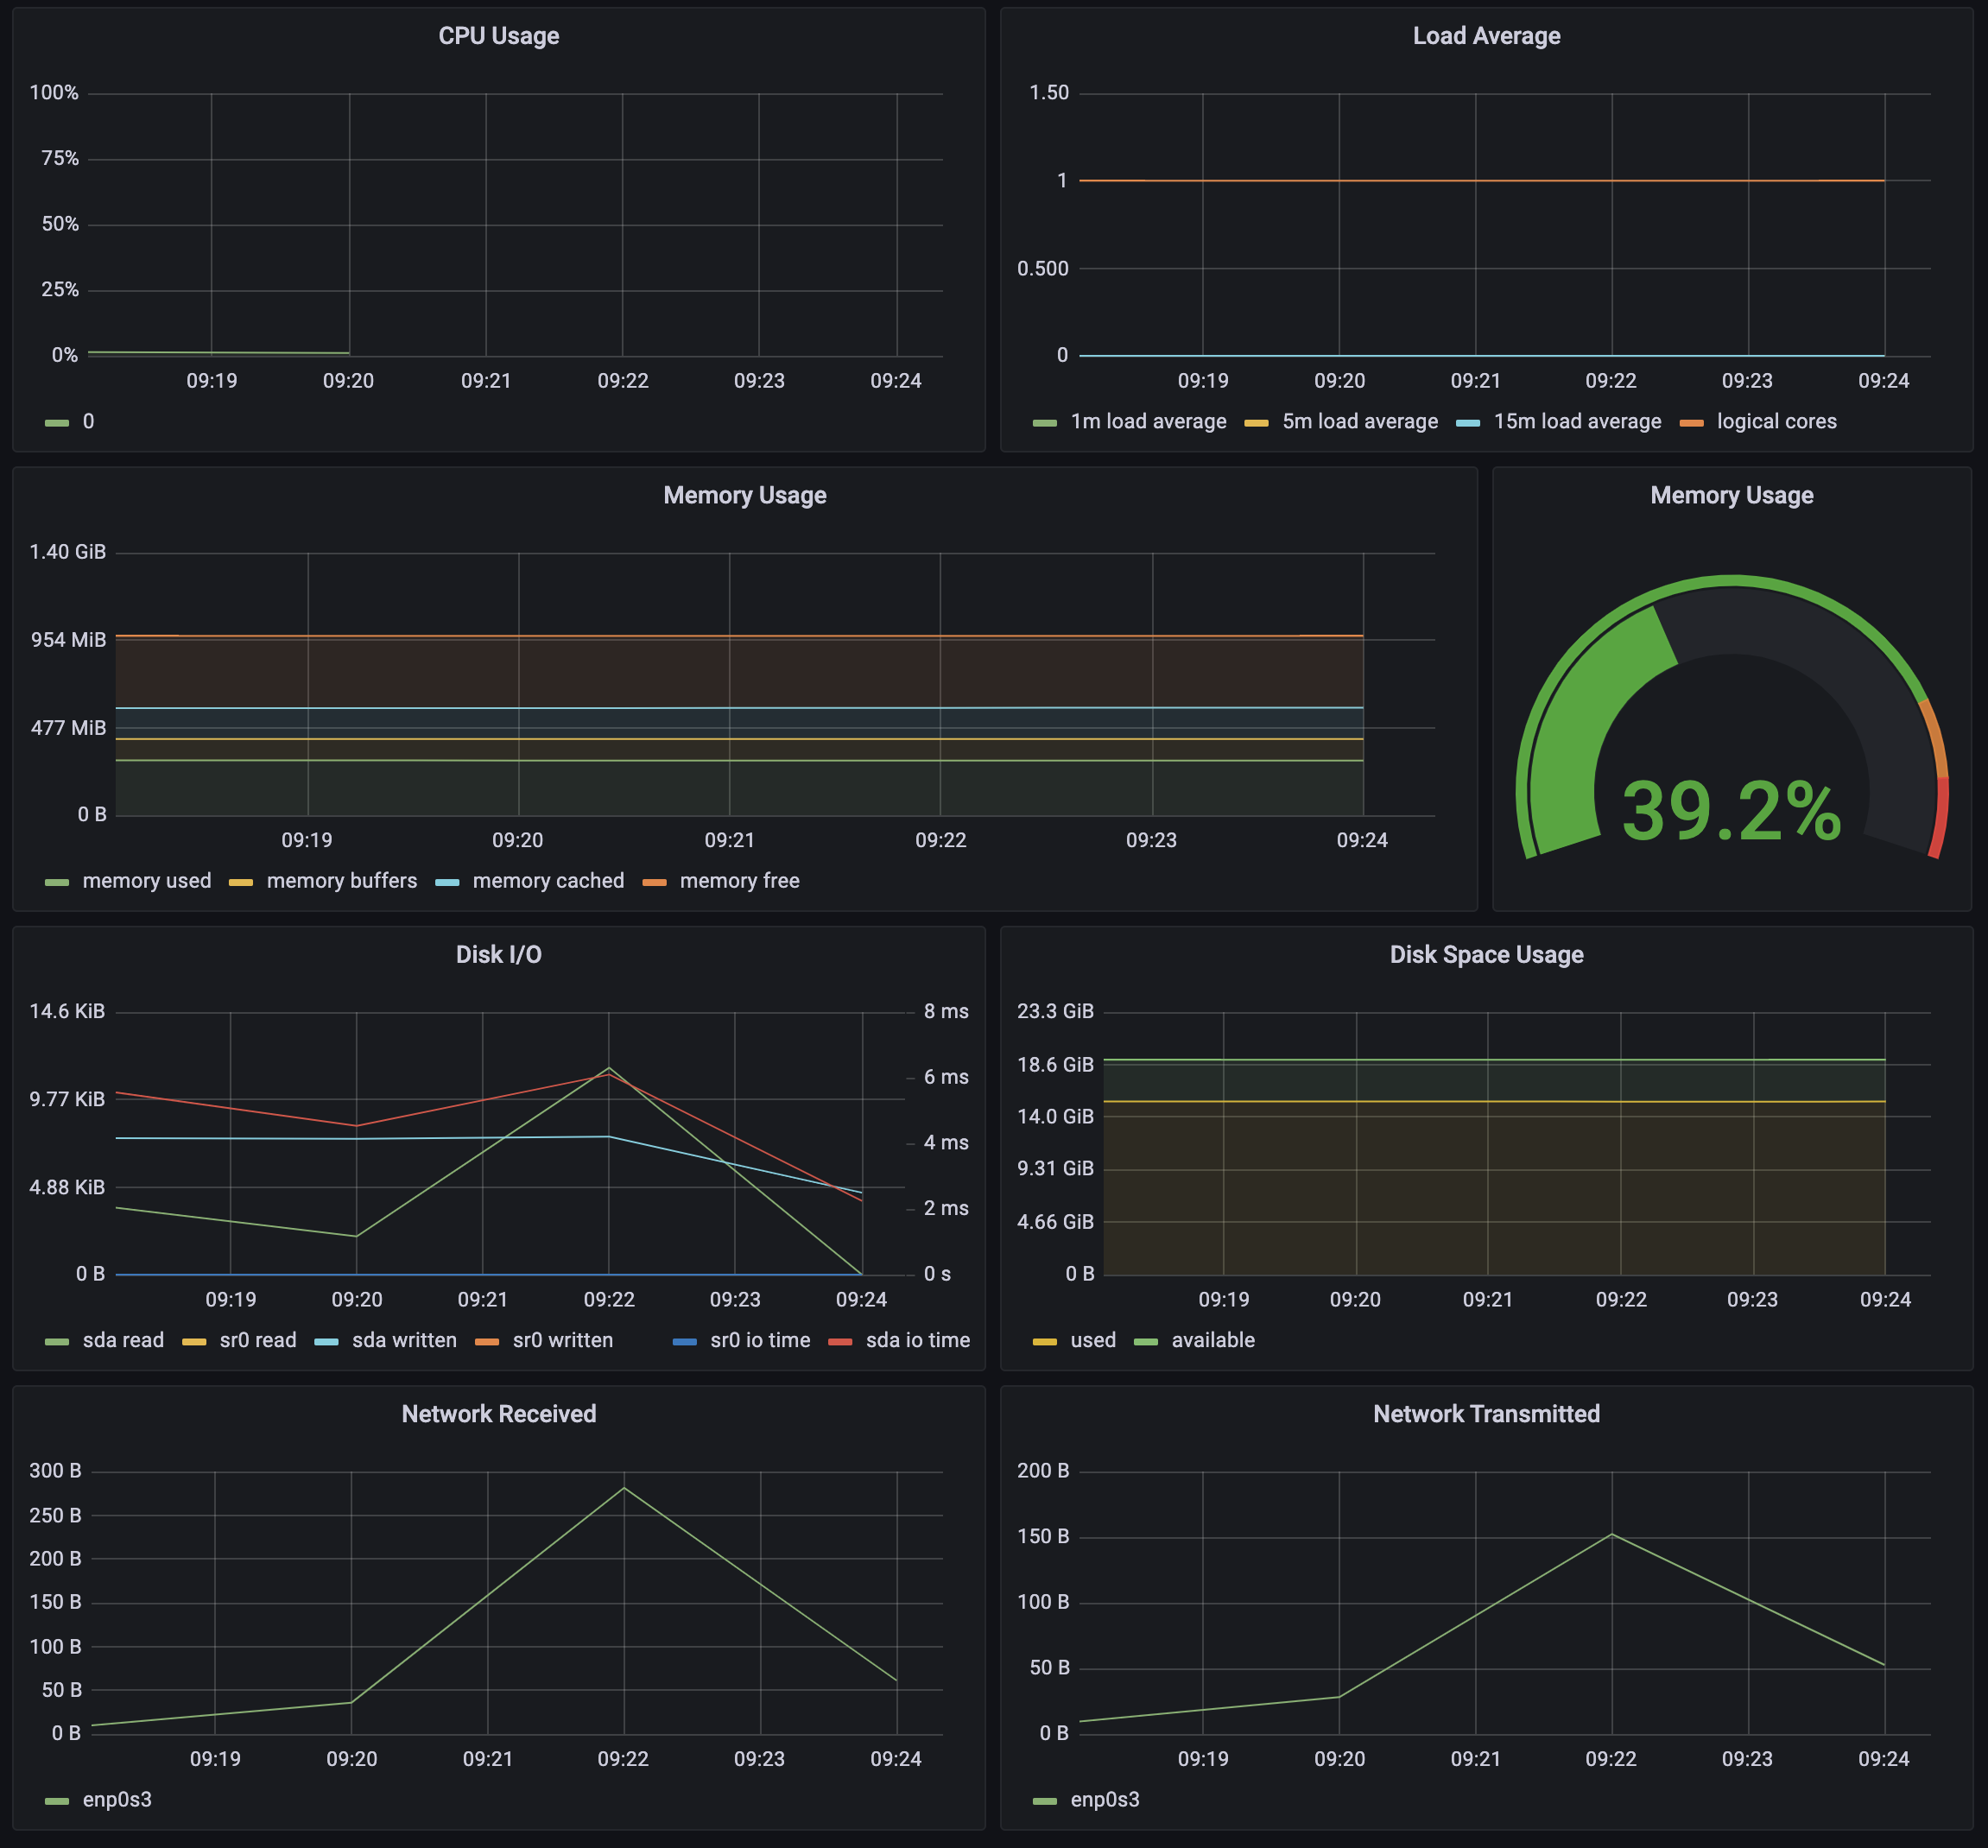 CPU Usage
100%
75%
50%
25%
0%
09:19 09:20 09:21 09:22 09:23 09:24
0
Load Average
1.50
1
0.500
0
09:19 09:20 09:21 09:22 09:23 09:24
1m load average 5m load average 15m load average logical cores
Memory Usage
1.40 GiB
954 MiB
477 MiB
0 B
09:19 09:20 09:21 09:22 09:23 09:24
memory used memory buffers memory cached memory free
Memory Usage
39.2%
Disk I/O
14.6 KiB 8 ms
6 ms
9.77 KiB
4 ms
4.88 KiB
2 ms
0 B 0 s
09:19 09:20 09:21 09:22 09:23 09:24
sda read sr0 read sda written sr0 written sr0 io time sda io time
Disk Space Usage
23.3 GiB
18.6 GiB
14.0 GiB
9.31 GiB
4.66 GiB
0 B
09:19 09:20 09:21 09:22 09:23 09:24
used available
Network Received
300 B
250 B
200 B
150 B
100 B
50 B
0 B
09:19 09:20 09:21 09:22 09:23 09:24
enp0s3
Network Transmitted
200 B
150 B
100 B
50 B
0 B
09:19 09:20 09:21 09:22 09:23 09:24
enp0s3